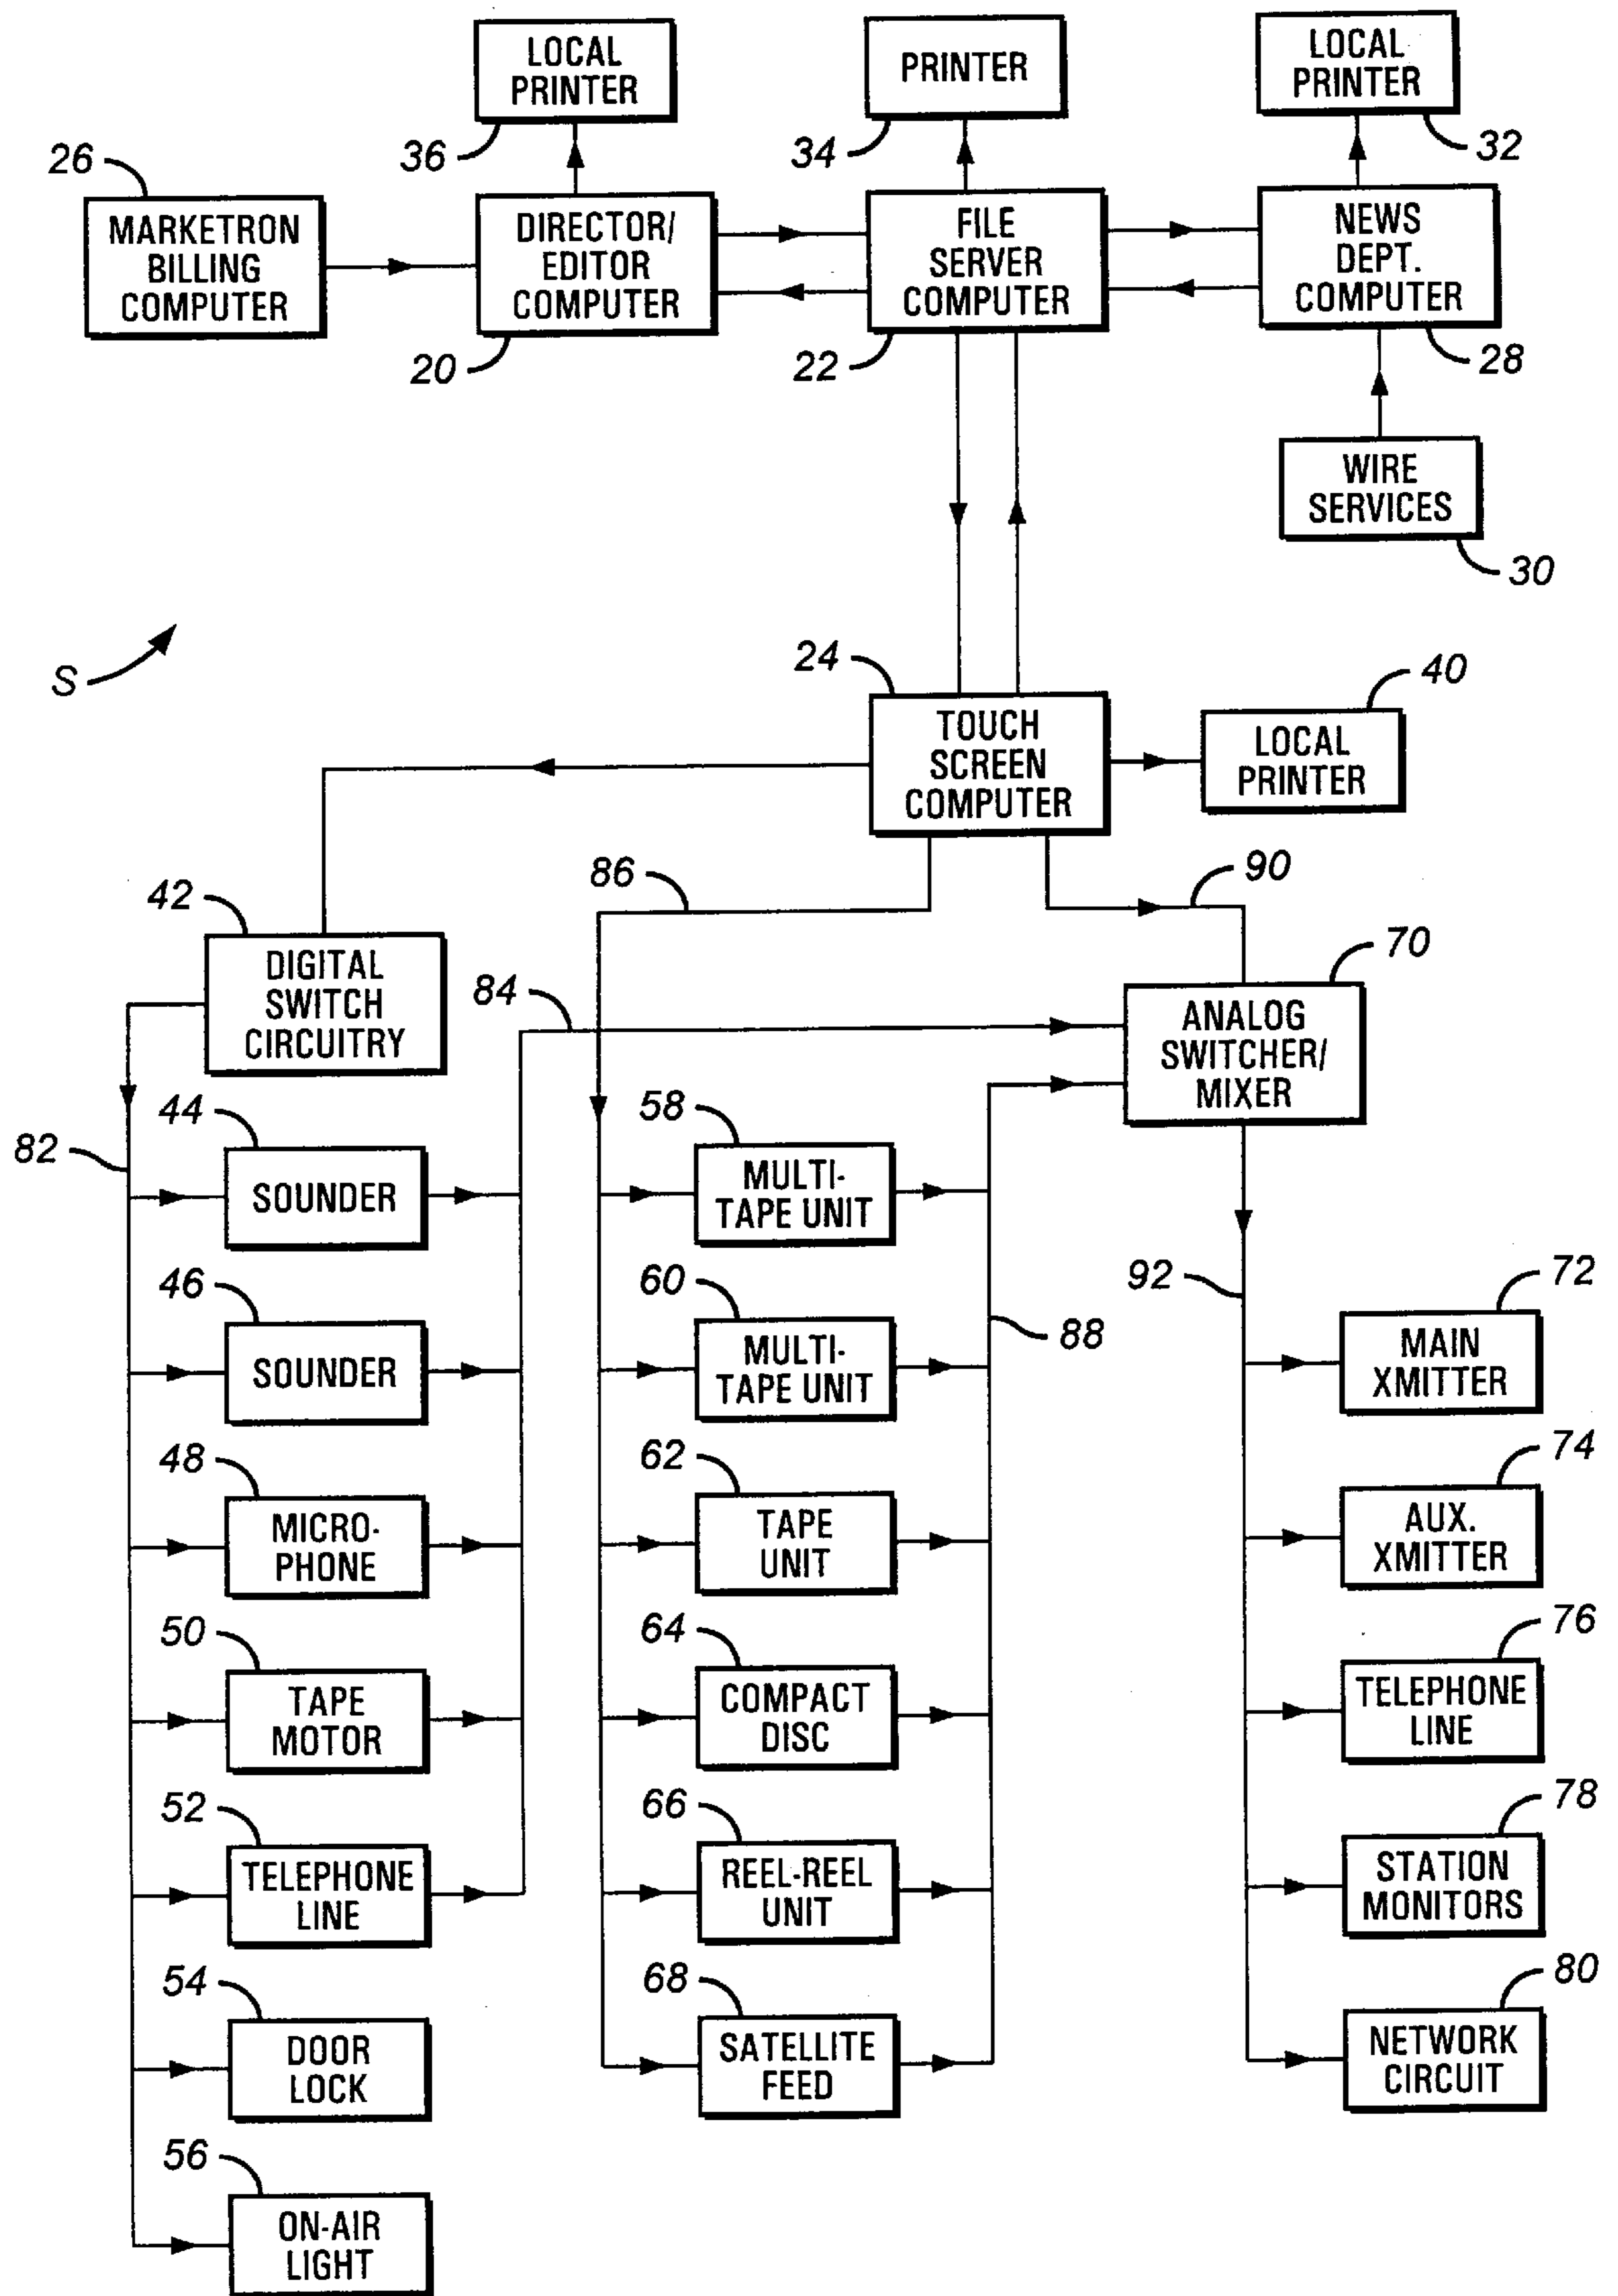 LOCAL
PRINTER
36
PRINTER
34
LOCAL
PRINTER
32
26
MARKETRON
BILLING
COMPUTER
DIRECTOR/
EDITOR
COMPUTER
20
FILE
SERVER
COMPUTER
22
NEWS
DEPT.
COMPUTER
28
WIRE
SERVICES
30
S
24
TOUCH
SCREEN
COMPUTER
40
LOCAL
PRINTER
86
90
42
DIGITAL
SWITCH
CIRCUITRY
84
70
ANALOG
SWITCHER/
MIXER
82
44
SOUNDER
46
SOUNDER
48
MICRO-
PHONE
50
TAPE
MOTOR
52
TELEPHONE
LINE
54
DOOR
LOCK
56
ON-AIR
LIGHT
58
MULTI-
TAPE UNIT
60
MULTI-
TAPE UNIT
88
62
TAPE
UNIT
64
COMPACT
DISC
66
REEL-REEL
UNIT
68
SATELLITE
FEED
92
72
MAIN
XMITTER
74
AUX.
XMITTER
76
TELEPHONE
LINE
78
STATION
MONITORS
80
NETWORK
CIRCUIT